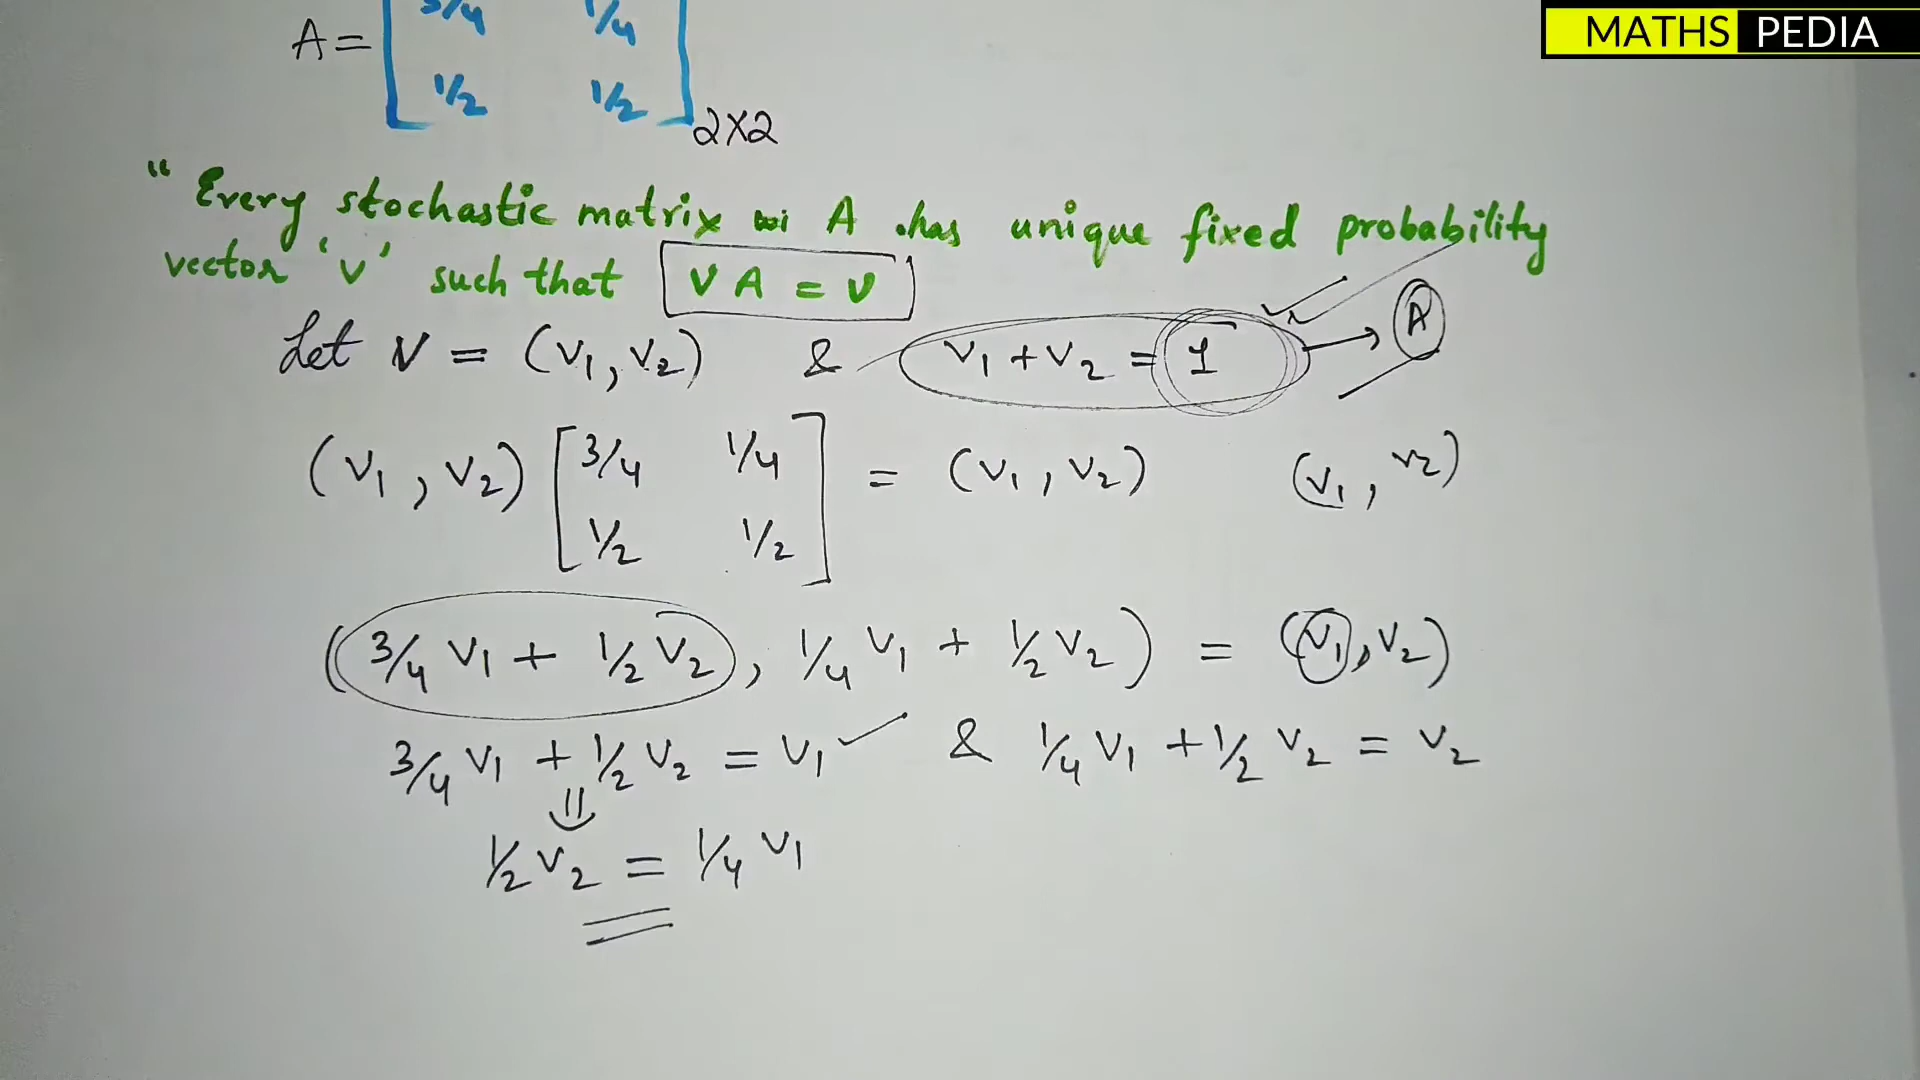 MATHS PEDIA
A = [ 3/4 1/4
1/2 1/2 ] 2×2
“ Every stochastic matrix A has unique fixed probability
vector 'v' such that V A = v
Let V = (V1, V2) & V1 + V2 = 1 → A
(V1, V2) [ 3/4 1/4 = (V1, V2) (V1, V2)
1/2 1/2 ]
(3/4 V1 + 1/2 V2, 1/4 V1 + 1/2 V2) = (V1, V2)
3/4 V1 + 1/2 V2 = V1 ✓ & 1/4 V1 + 1/2 V2 = V2
1/2 V2 = 1/4 V1